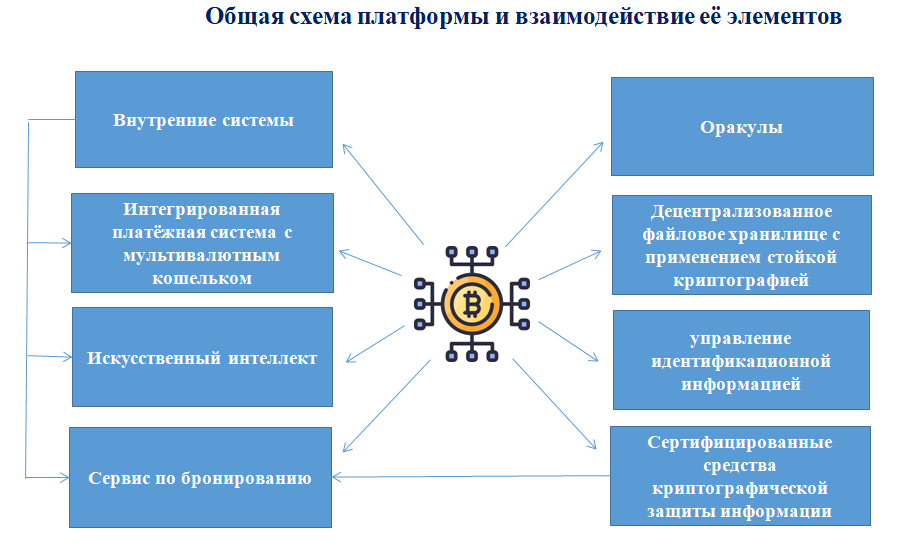 Общая схема платформы и взаимодействие её элементов
Внутренние системы
Интегрированная
платёжная система с
мультивалютным
кошельком
Искусственный интеллект
Сервис по бронированию
Оракулы
Децентрализованное
файловое хранилище с
применением стойкой
криптографией
управление
идентификационной
информацией
Сертифицированные
средства
криптографической
защиты информации